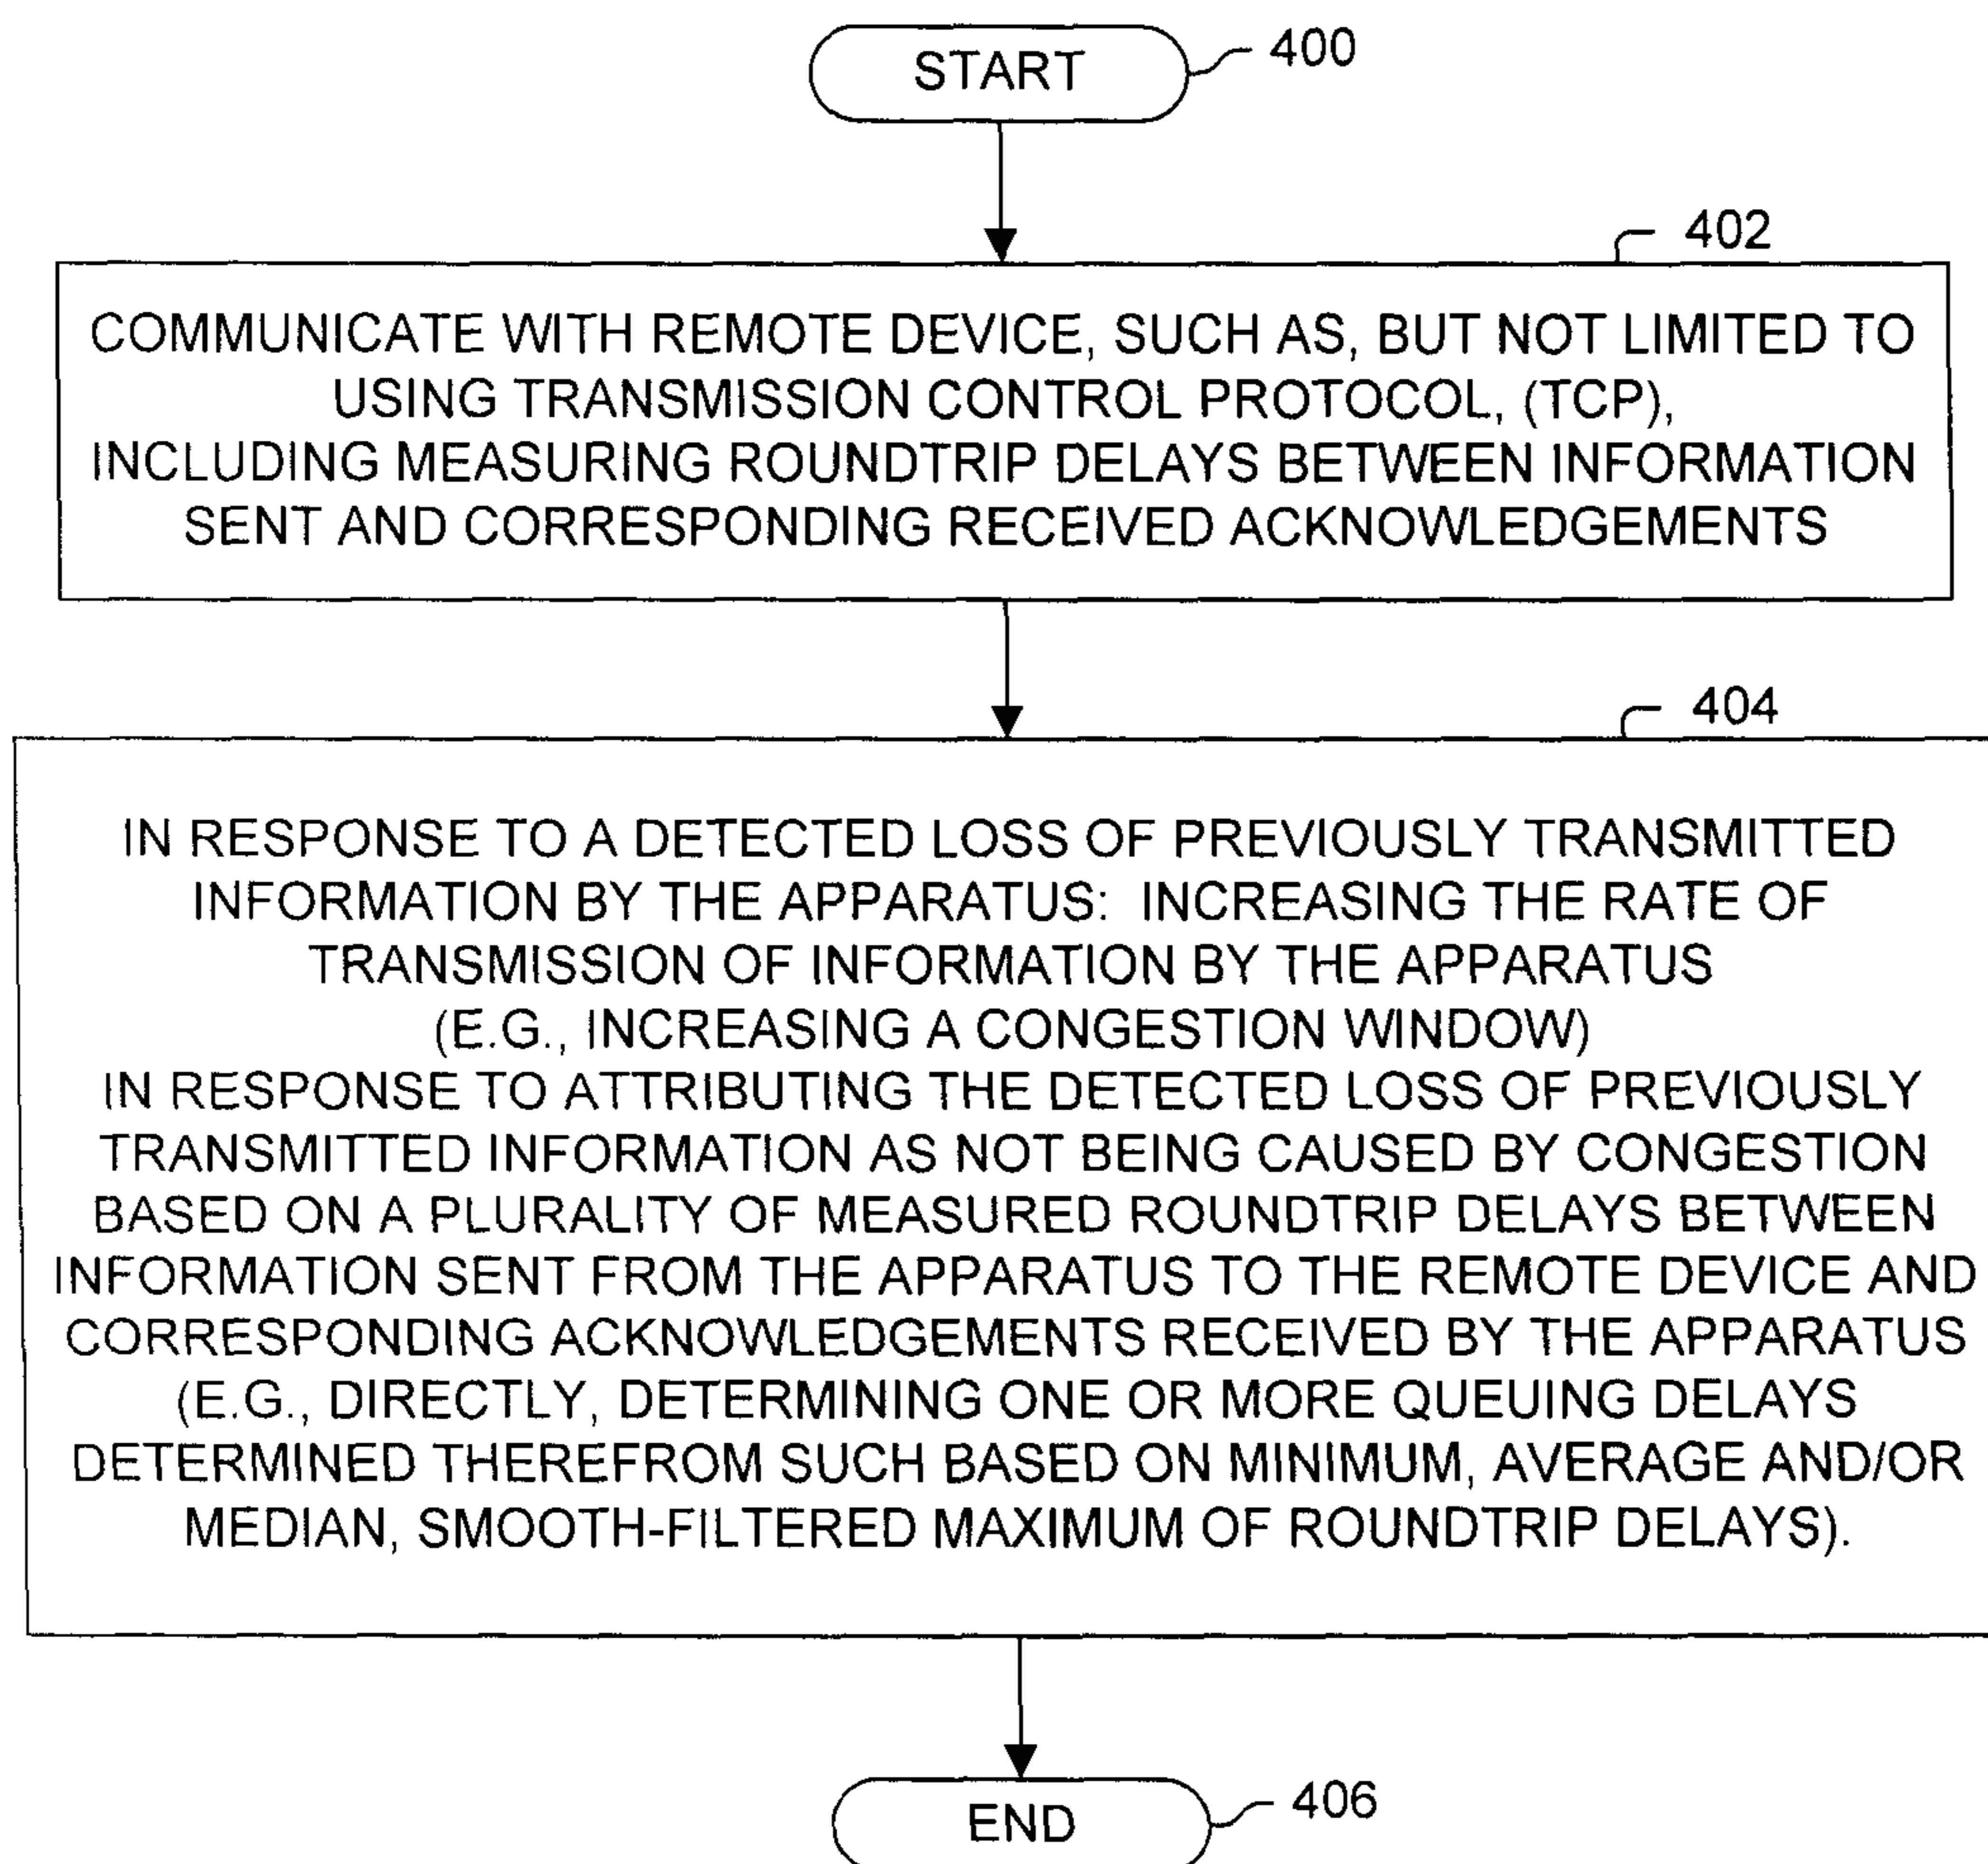 START
400
402
COMMUNICATE WITH REMOTE DEVICE, SUCH AS, BUT NOT LIMITED TO
USING TRANSMISSION CONTROL PROTOCOL, (TCP),
INCLUDING MEASURING ROUNDTRIP DELAYS BETWEEN INFORMATION
SENT AND CORRESPONDING RECEIVED ACKNOWLEDGEMENTS
404
IN RESPONSE TO A DETECTED LOSS OF PREVIOUSLY TRANSMITTED
INFORMATION BY THE APPARATUS: INCREASING THE RATE OF
TRANSMISSION OF INFORMATION BY THE APPARATUS
(E.G., INCREASING A CONGESTION WINDOW)
IN RESPONSE TO ATTRIBUTING THE DETECTED LOSS OF PREVIOUSLY
TRANSMITTED INFORMATION AS NOT BEING CAUSED BY CONGESTION
BASED ON A PLURALITY OF MEASURED ROUNDTRIP DELAYS BETWEEN
INFORMATION SENT FROM THE APPARATUS TO THE REMOTE DEVICE AND
CORRESPONDING ACKNOWLEDGEMENTS RECEIVED BY THE APPARATUS
(E.G., DIRECTLY, DETERMINING ONE OR MORE QUEUING DELAYS
DETERMINED THEREFROM SUCH BASED ON MINIMUM, AVERAGE AND/OR
MEDIAN, SMOOTH-FILTERED MAXIMUM OF ROUNDTRIP DELAYS).
END
406